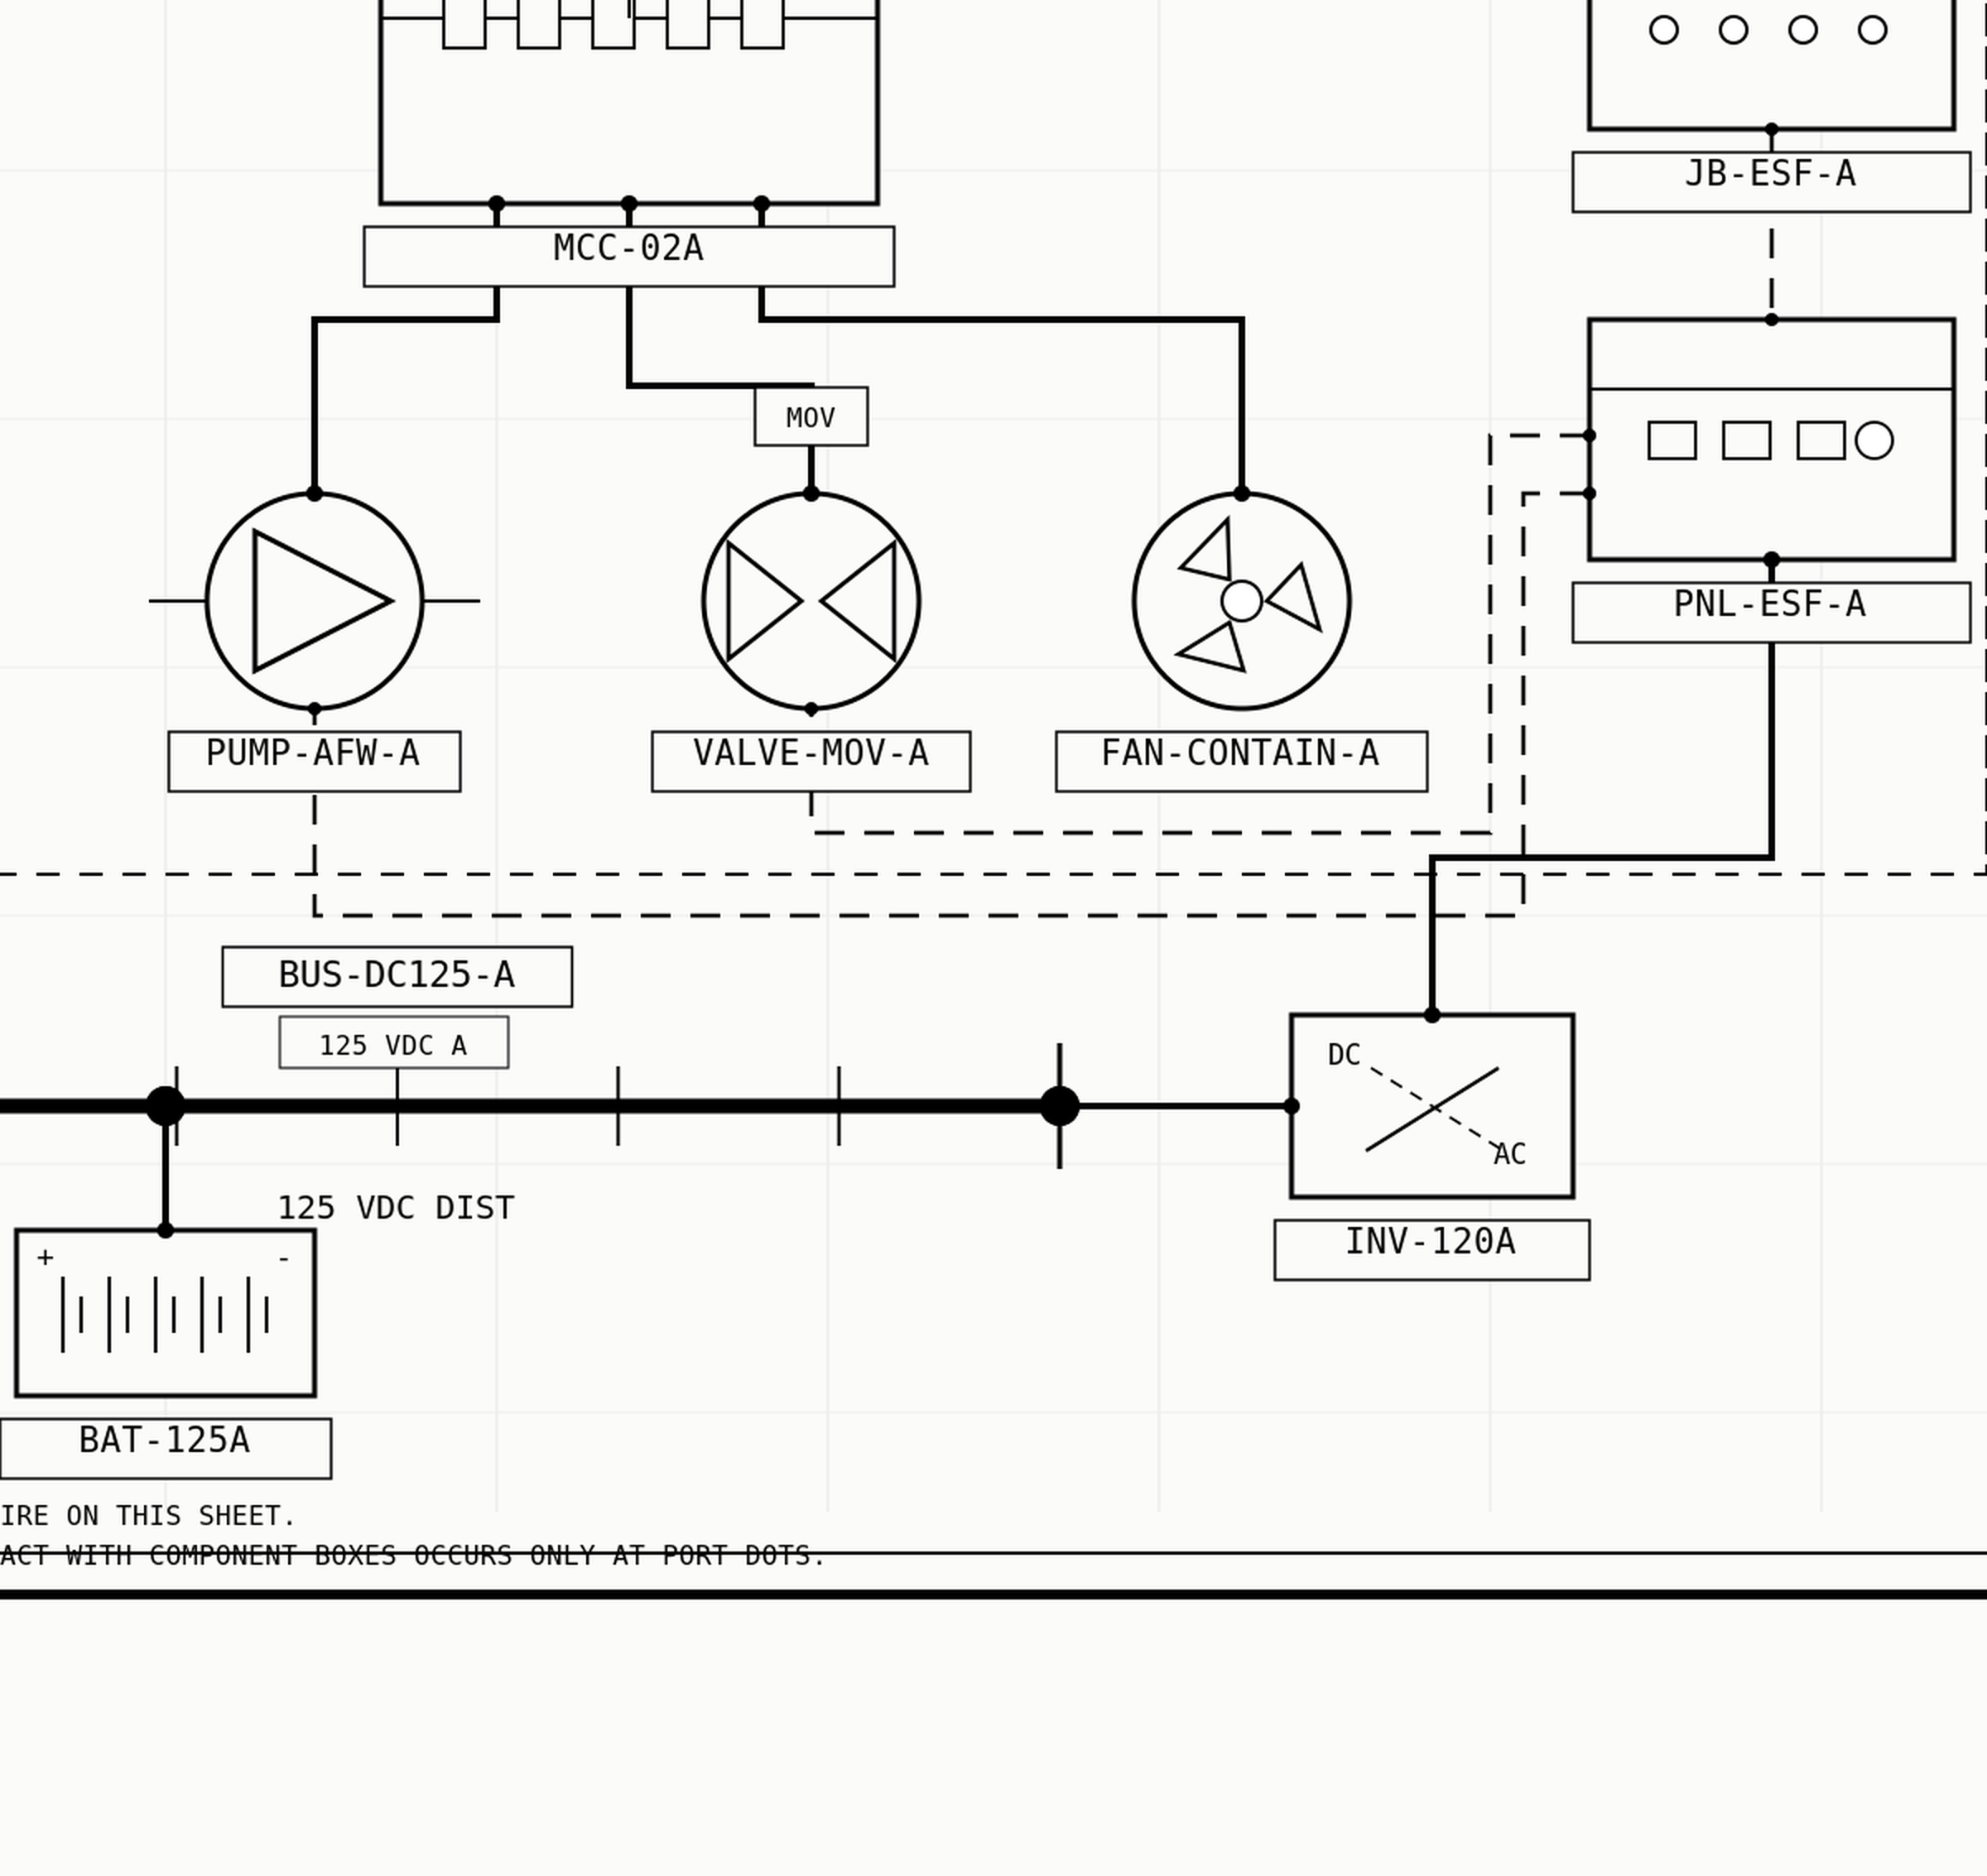 JB-ESF-A
MCC-02A
MOV
PNL-ESF-A
PUMP-AFW-A
VALVE-MOV-A
FAN-CONTAIN-A
BUS-DC125-A
125 VDC A
DC
AC
125 VDC DIST
+ -
INV-120A
BAT-125A
IRE ON THIS SHEET.
ACT WITH COMPONENT BOXES OCCURS ONLY AT PORT DOTS.